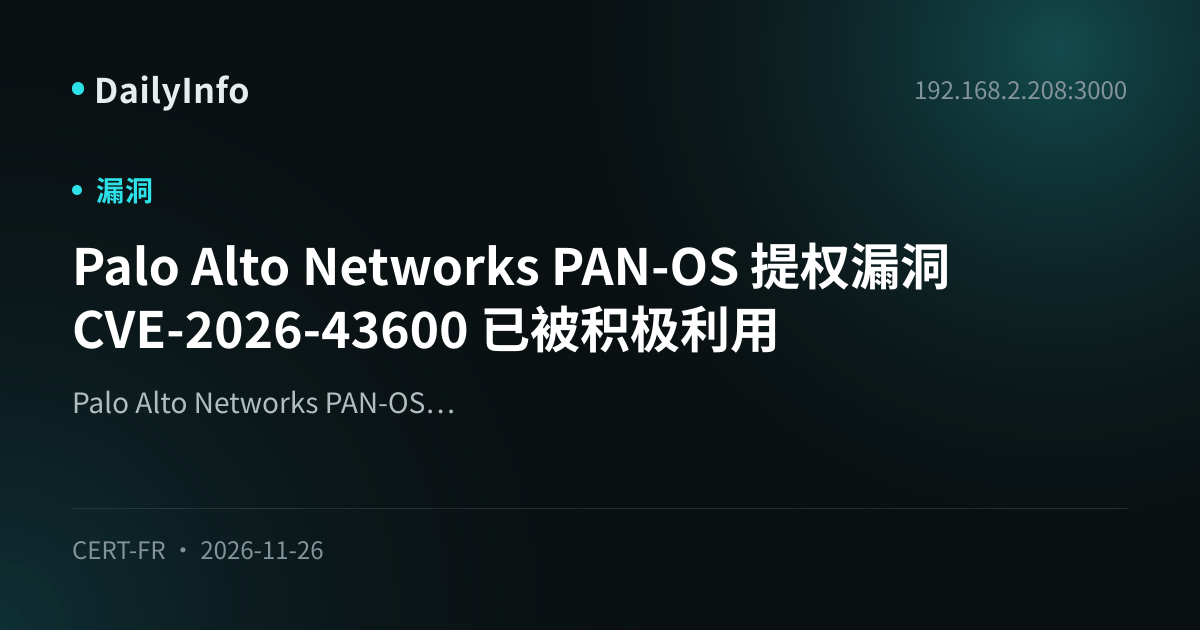 DailyInfo
192.168.2.208:3000
漏洞
Palo Alto Networks PAN-OS 提权漏洞
CVE-2026-43600 已被积极利用
Palo Alto Networks PAN-OS…
CERT-FR · 2026-11-26